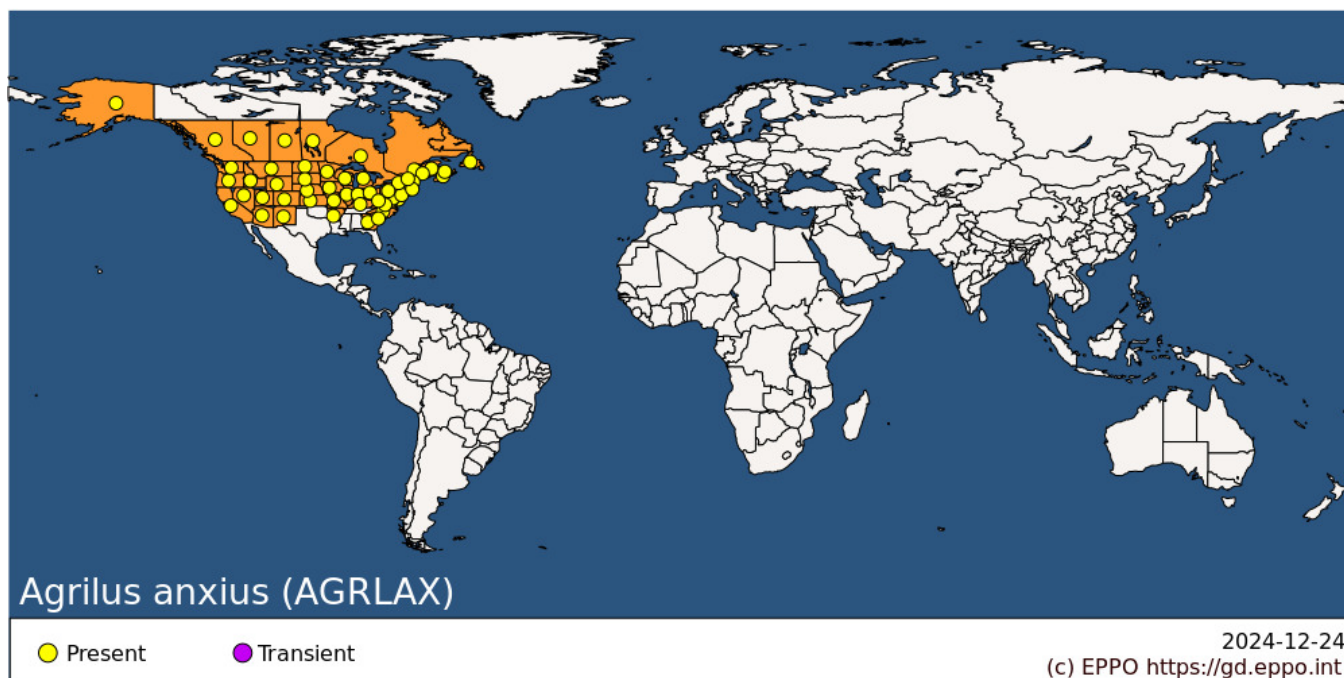 Agrilus anxius (AGRLAX)
Present
Transient
2024-12-24
(c) EPPO https://gd.eppo.int